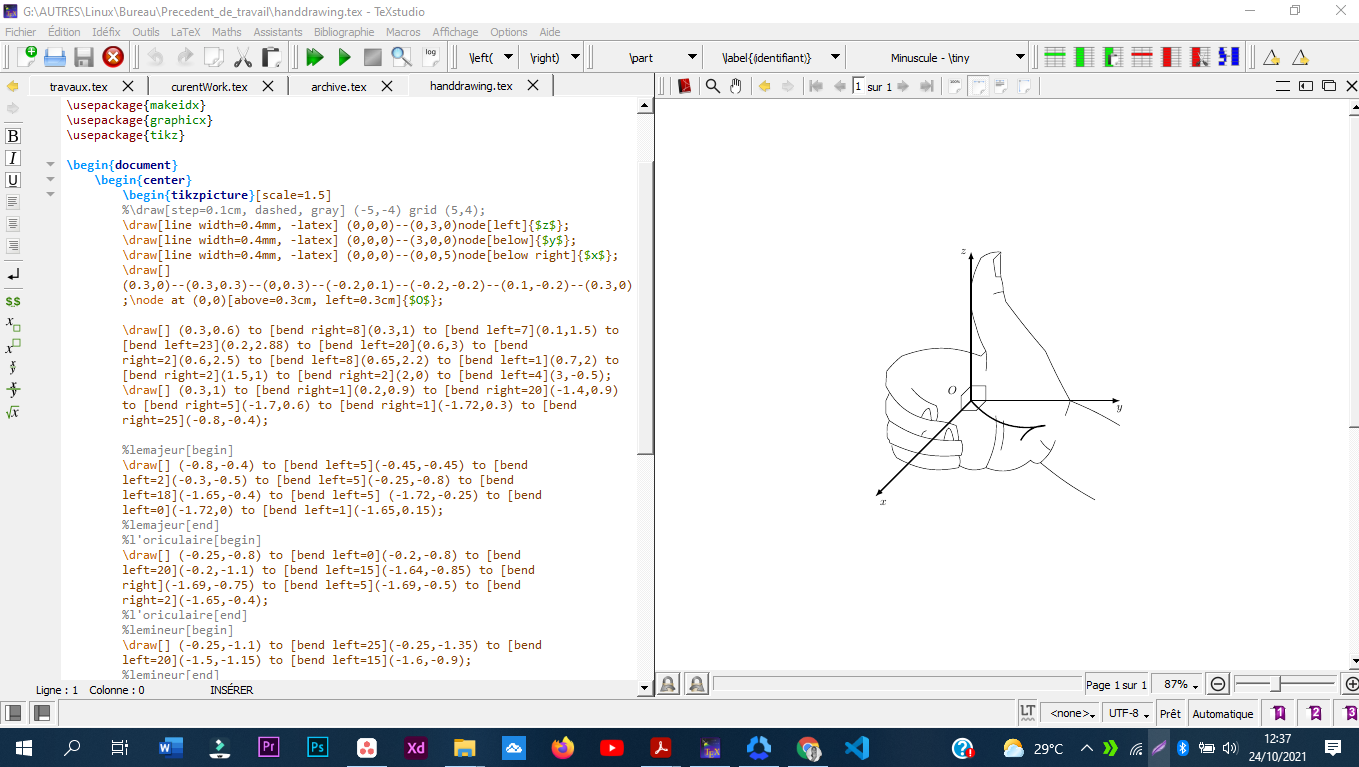 G:\AUTRES\Linux\Bureau\Precedent_de_travail\handdrawing.tex - TeXstudio
Fichier Édition Idéfix Outils LaTeX Maths Assistants Bibliographie Macros Affichage Options Aide
log \left( \right) \part \label{(identifiant)} Minuscule - \tiny
travaux.tex curentWork.tex archive.tex handdrawing.tex 1 sur 1 100%
\usepackage{makeidx}
\usepackage{graphicx}
\usepackage{tikz}
\begin{document}
\begin{center}
\begin{tikzpicture}[scale=1.5]
%\draw[step=0.1cm, dashed, gray] (-5,-4) grid (5,4);
\draw[line width=0.4mm, -latex] (0,0,0)--(0,3,0)node[left]{$z$};
\draw[line width=0.4mm, -latex] (0,0,0)--(3,0,0)node[below]{$y$};
\draw[line width=0.4mm, -latex] (0,0,0)--(0,0,5)node[below right]{$x$};
\draw[]
(0.3,0)--(0.3,0.3)--(0,0.3)--(-0.2,0.1)--(-0.2,-0.2)--(0.1,-0.2)--(0.3,0)
;\node at (0,0)[above=0.3cm, left=0.3cm]{$O$};
\draw[] (0.3,0.6) to [bend right=8](0.3,1) to [bend left=7](0.1,1.5) to
[bend left=23](0.2,2.88) to [bend left=20](0.6,3) to [bend
right=2](0.6,2.5) to [bend left=8](0.65,2.2) to [bend left=1](0.7,2) to
[bend right=2](1.5,1) to [bend right=2](2,0) to [bend left=4](3,-0.5);
\draw[] (0.3,1) to [bend right=1](0.2,0.9) to [bend right=20](-1.4,0.9)
to [bend right=5](-1.7,0.6) to [bend right=1](-1.72,0.3) to [bend
right=25](-0.8,-0.4);
%lemajeur[begin]
\draw[] (-0.8,-0.4) to [bend left=5](-0.45,-0.45) to [bend
left=2](-0.3,-0.5) to [bend left=5](-0.25,-0.8) to [bend
left=18](-1.65,-0.4) to [bend left=5] (-1.72,-0.25) to [bend
left=0](-1.72,0) to [bend left=1](-1.65,0.15);
%lemajeur[end]
%l'oriculaire[begin]
\draw[] (-0.25,-0.8) to [bend left=0](-0.2,-0.8) to [bend
left=20](-0.2,-1.1) to [bend left=15](-1.64,-0.85) to [bend
right](-1.69,-0.75) to [bend left=5](-1.69,-0.5) to [bend
right=2](-1.65,-0.4);
%l'oriculaire[end]
%lemineur[begin]
\draw[] (-0.25,-1.1) to [bend left=25](-0.25,-1.35) to [bend
left=20](-1.5,-1.15) to [bend left=15](-1.6,-0.9);
%lemineur[end]
z
O
y
x
Ligne : 1 Colonne : 0 INSÉRER
Page 1 sur 1 87%
LT <none> UTF-8 Prêt Automatique 1 2 3
29°C 12:37
24/10/2021